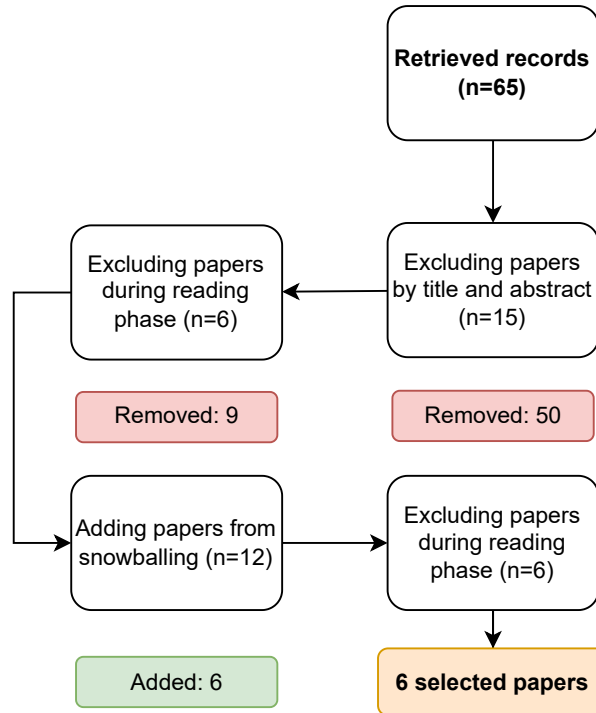 Retrieved records
(n=65)
Excluding papers
by title and abstract
(n=15)
Removed: 50
Excluding papers
during reading
phase (n=6)
Removed: 9
Adding papers from
snowballing (n=12)
Added: 6
Excluding papers
during reading
phase (n=6)
6 selected papers